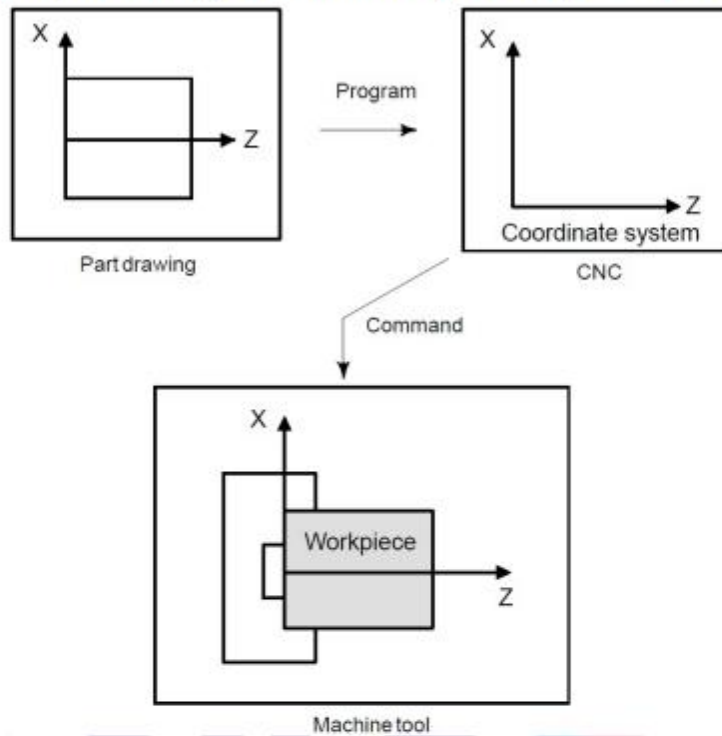 X
Z
Part drawing
Program
X
Z
Coordinate system
CNC
Command
X
Workpiece
Z
Machine tool